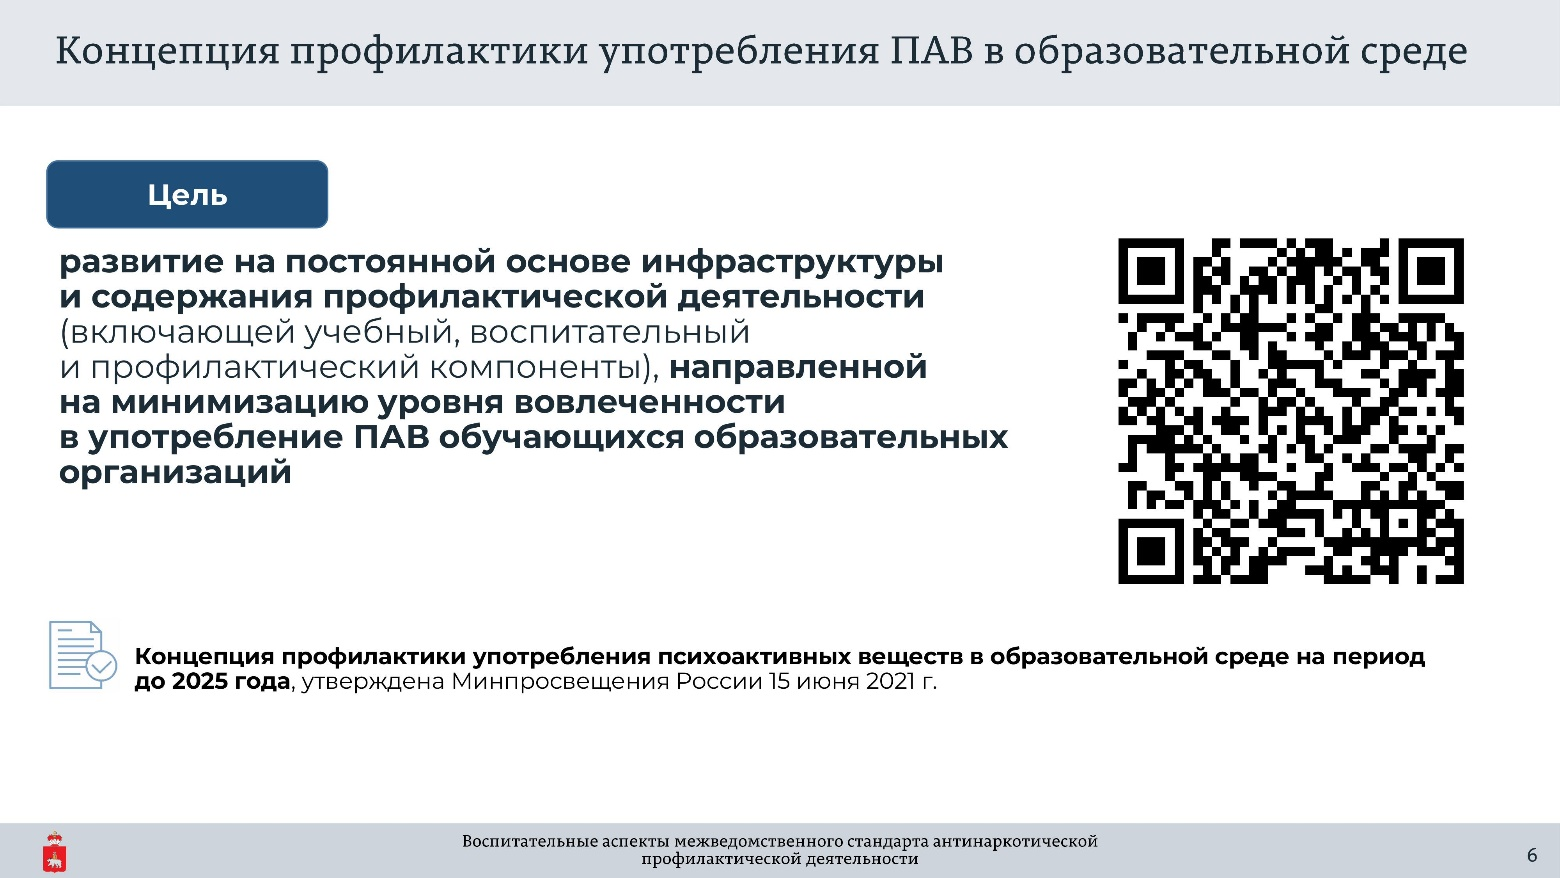 Концепция профилактики употребления ПАВ в образовательной среде
Цель
развитие на постоянной основе инфраструктуры
и содержания профилактической деятельности
(включающей учебный, воспитательный
и профилактический компоненты), направленной
на минимизацию уровня вовлеченности
в употребление ПАВ обучающихся образовательных
организаций
Концепция профилактики употребления психоактивных веществ в образовательной среде на период
до 2025 года, утверждена Минпросвещения России 15 июня 2021 г.
Воспитательные аспекты межведомственного стандарта антинаркотической
профилактической деятельности
6